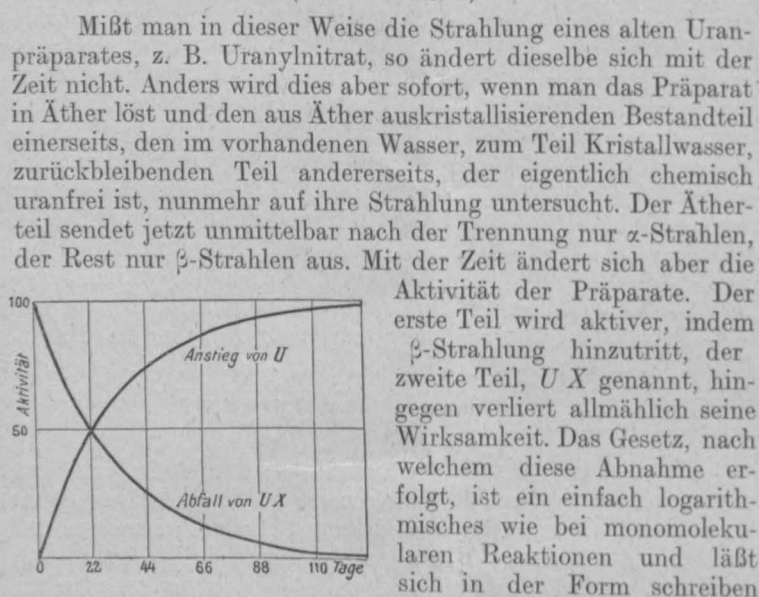 Mißt man in dieser Weise die Strahlung eines alten Uran-
präparates, z. B. Uranylnitrat, so ändert dieselbe sich mit der
Zeit nicht. Anders wird dies aber sofort, wenn man das Präparat
in Äther löst und den aus Äther auskristallisierenden Bestandteil
einerseits, den im vorhandenen Wasser, zum Teil Kristallwasser,
zurückbleibenden Teil andererseits, der eigentlich chemisch
uranfrei ist, nunmehr auf ihre Strahlung untersucht. Der Äther-
teil sendet jetzt unmittelbar nach der Trennung nur α-Strahlen,
der Rest nur β-Strahlen aus. Mit der Zeit ändert sich aber die
Aktivität der Präparate. Der
erste Teil wird aktiver, indem
β-Strahlung hinzutritt, der
zweite Teil, U X genannt, hin-
gegen verliert allmählich seine
Wirksamkeit. Das Gesetz, nach
welchem diese Abnahme er-
folgt, ist ein einfach logarith-
misches wie bei monomoleku-
laren Reaktionen und läßt
sich in der Form schreiben
100
Aktivität
50
Anstieg von U
Abfall von UX
0 22 44 66 88 110 Tage